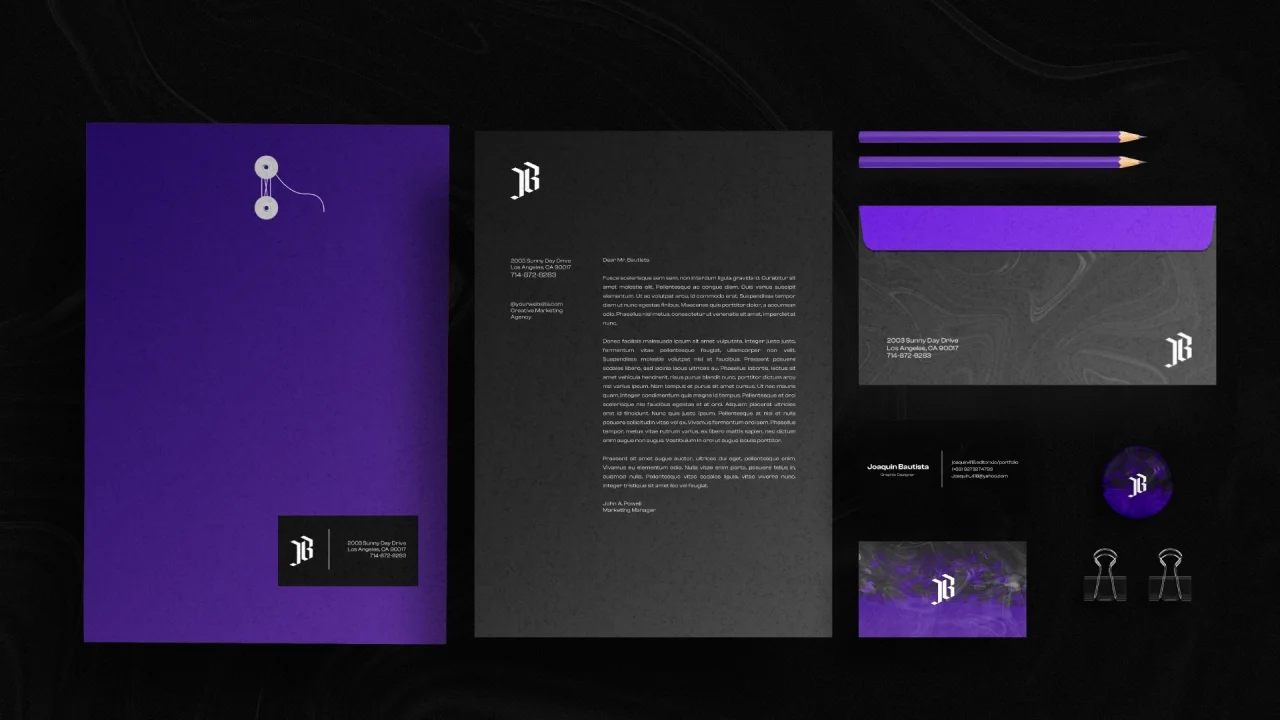 JB
2003 Sunny Day Drive
Los Angeles, CA 90017
714-872-8283
JB
2003 Sunny Day Drive
Los Angeles, CA 90017
714-872-8283
@yourwebsite.com
Creative Marketing
Agency
Dear Mr. Bautista
Fusce scelerisque sem sem, non interdum ligula gravida id. Curabitur sit
amet molestie elit. Pellentesque ac congue diam. Duis varius suscipit
elementum. Ut ac volutpat arcu, id commodo erat. Suspendisse tempor
diam ut nunc egestas finibus. Maecenas quis porttitor dolor, a accumsan
odio. Phasellus nisl metus, consectetur ut venenatis sit amet, imperdiet at
nunc.
Donec facilisis malesuada ipsum sit amet vulputate. Integer justo justo,
fermentum vitae pellentesque feugiat, ullamcorper non velit.
Suspendisse molestie volutpat nisl et faucibus. Praesent posuere
sodales libero, sed lacinia lacus ultrices eu. Phasellus lobortis, lectus sit
amet vehicula hendrerit, risus purus blandit nunc, porttitor dictum arcu
nisl varius ipsum. Nam tempor et purus sit amet cursus. Ut nec mauris
quam. Integer condimentum quis magna id tempus. Pellentesque et orci
scelerisque nisi faucibus egestas et at orci. Aliquam placerat ultricies
eros id tincidunt. Nunc quis justo ipsum. Pellentesque at nisl et nulla
posuere sollicitudin vitae vel ex. Vivamus fermentum orci sem. Phasellus
tempor, metus vitae rutrum varius, ex libero mattis sapien, nec dictum
enim augue non augue. Vestibulum in orci ut augue iaculis porttitor.
Praesent sit amet augue auctor, ultrices dui eget, pellentesque enim.
Vivamus eu elementum odio. Nulla vitae enim porta, posuere tellus in,
euismod nulla. Pellentesque vitae sodales ligula, vitae viverra nunc.
Integer tristique sit amet leo vel feugiat.
John A. Powell
Marketing Manager
2003 Sunny Day Drive
Los Angeles, CA 90017
714-872-8283
JB
Joaquin Bautista
Graphic Designer
JB
JB